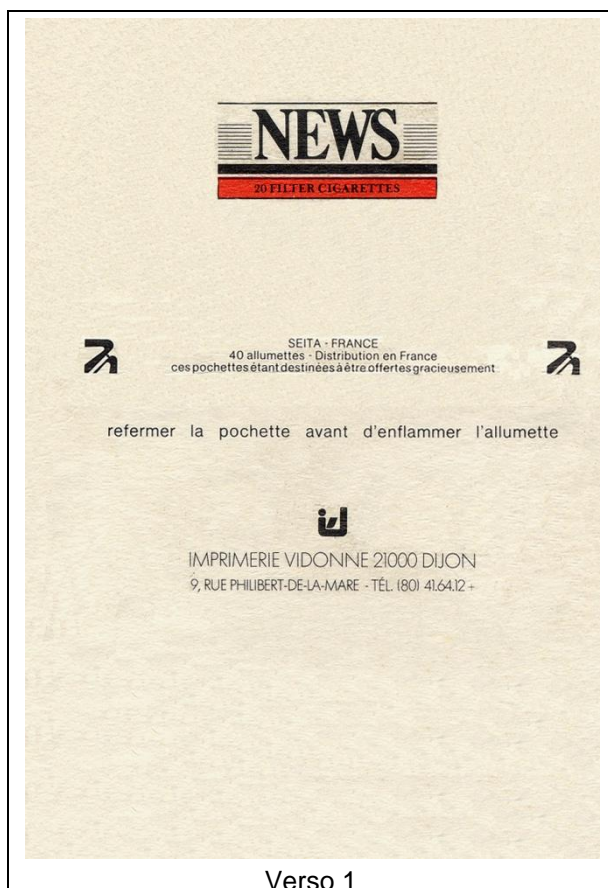 NEWS
20 FILTER CIGARETTES
SEITA - FRANCE
40 allumettes - Distribution en France
ces pochettes étant destinées à être offertes gracieusement
refermer la pochette avant d'enflammer l'allumette
IMPRIMERIE VIDONNE 21000 DIJON
9, RUE PHILIBERT-DE-LA-MARE - TÉL. (80) 41.64.12 +
Verso 1